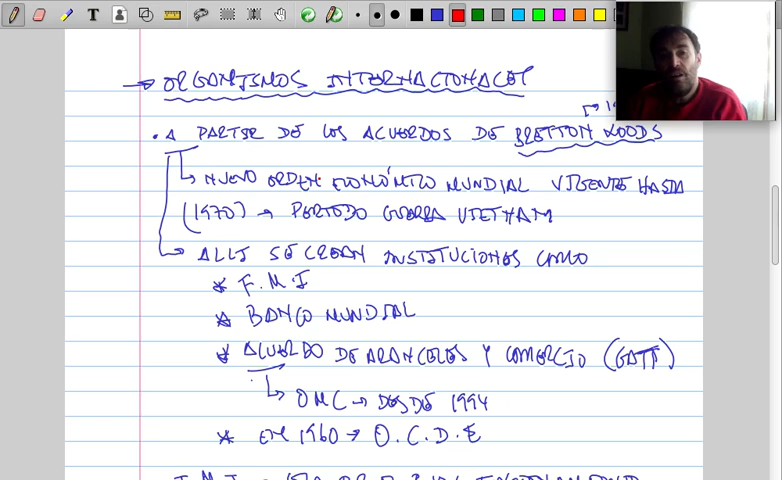 → ORGANISMOS INTERNACIONALES
• A PARTIR DE LOS ACUERDOS DE BRETTON WOODS
→ NUEVO ORDEN ECONÓMICO MUNDIAL VIGENTE HASTA
(1970) → PERIODO GUERRA VIETNAM
→ ALLI SE CREAN INSTITUCIONES COMO
* F.M.I
* BANCO MUNDIAL
* ACUERDO DE ARANCELES Y COMERCIO (GATT)
→ OMC → DESDE 1994
* EN 1960 → O.C.D.E
F.M.I